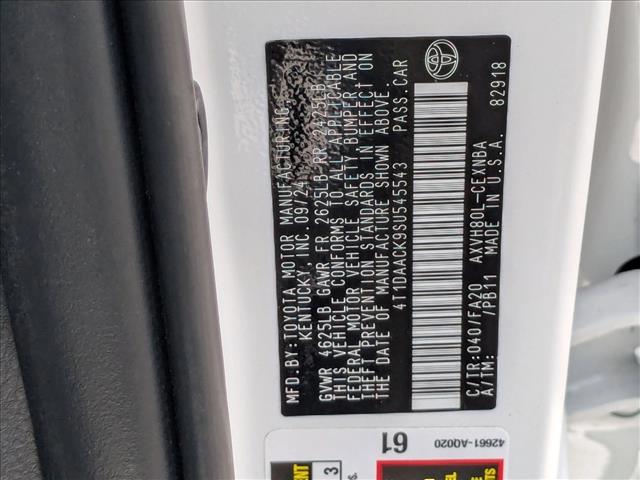 MFD.BY:TOYOTA MOTOR MANUFACTURING,
KENTUCKY, INC.09/24
GVWR 4625LB GAWR FR 2625LB RR 2425LB
THIS VEHICLE CONFORMS TO ALL APPLICABLE
FEDERAL MOTOR VEHICLE SAFETY,BUMPER AND
THEFT PREVENTION STANDARDS IN EFFECT ON
THE DATE OF MANUFACTURE SHOWN ABOVE.
4T1DAACK9SU545543 PASS.CAR
C/TR:040/FA20 AXVH80L-CEXNBA
A/TM: /PB11 MADE IN U.S.A. 82918
61
42661-AQ020
3